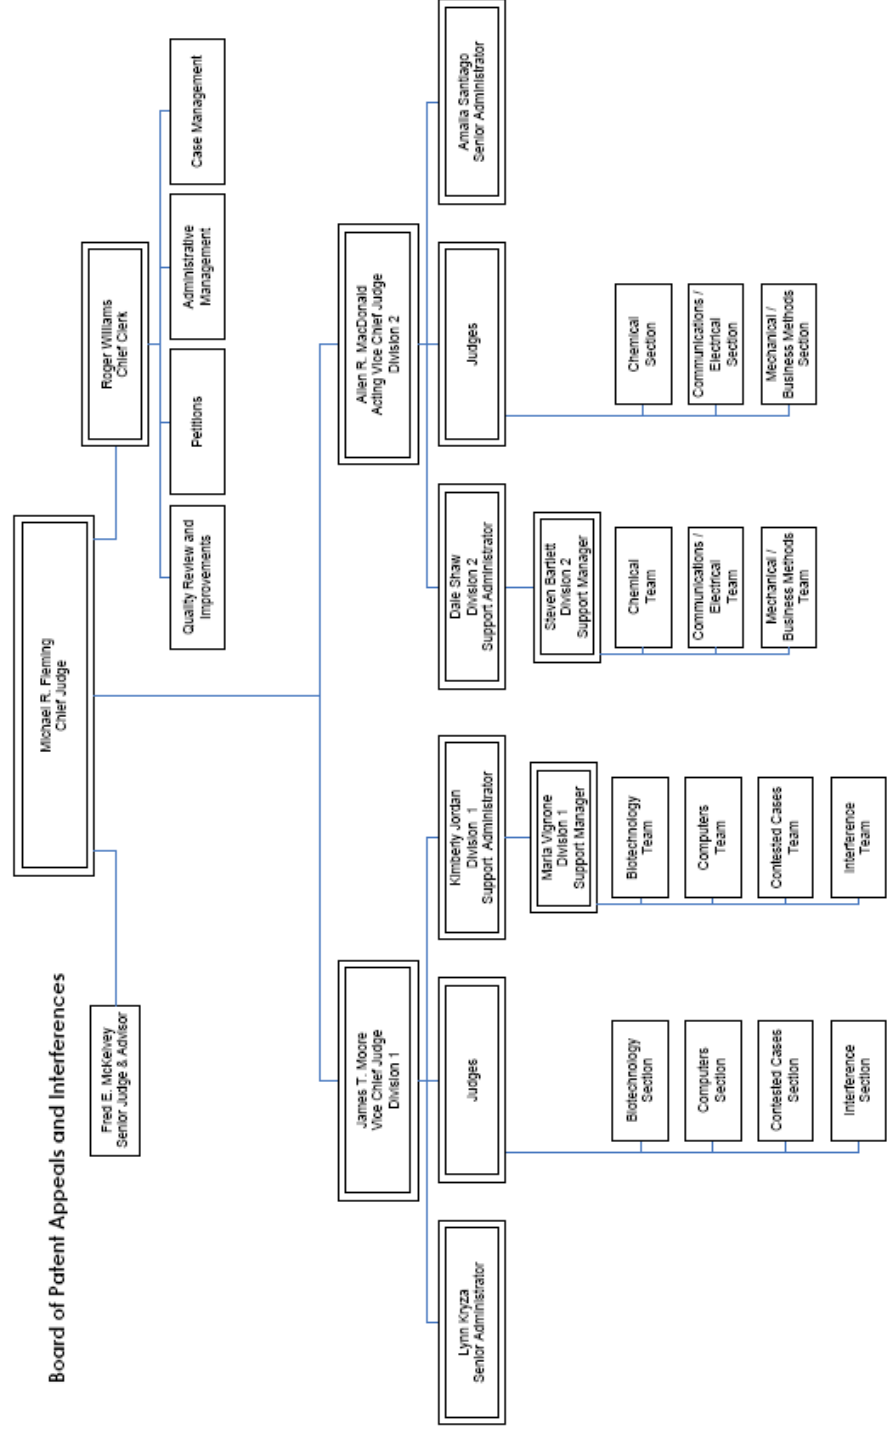 Board of Patent Appeals and Interferences
Michael R. Fleming
Chief Judge
Fred E. McKelvey
Senior Judge & Advisor
Roger Williams
Chief Clerk
Quality Review and
Improvements
Petitions
Administrative
Management
Case Management
James T. Moore
Vice Chief Judge
Division 1
Allen R. MacDonald
Acting Vice Chief Judge
Division 2
Lynn Kryza
Senior Administrator
Judges
Kimberly Jordan
Division 1
Support Administrator
Dale Shaw
Division 2
Support Administrator
Judges
Amalia Santiago
Senior Administrator
Maria Vignone
Division 1
Support Manager
Steven Bartlett
Division 2
Support Manager
Biotechnology
Section
Computers
Section
Contested Cases
Section
Interference
Section
Biotechnology
Team
Computers
Team
Contested Cases
Team
Interference
Team
Chemical
Team
Communications /
Electrical
Team
Mechanical /
Business Methods
Team
Chemical
Section
Communications /
Electrical
Section
Mechanical /
Business Methods
Section